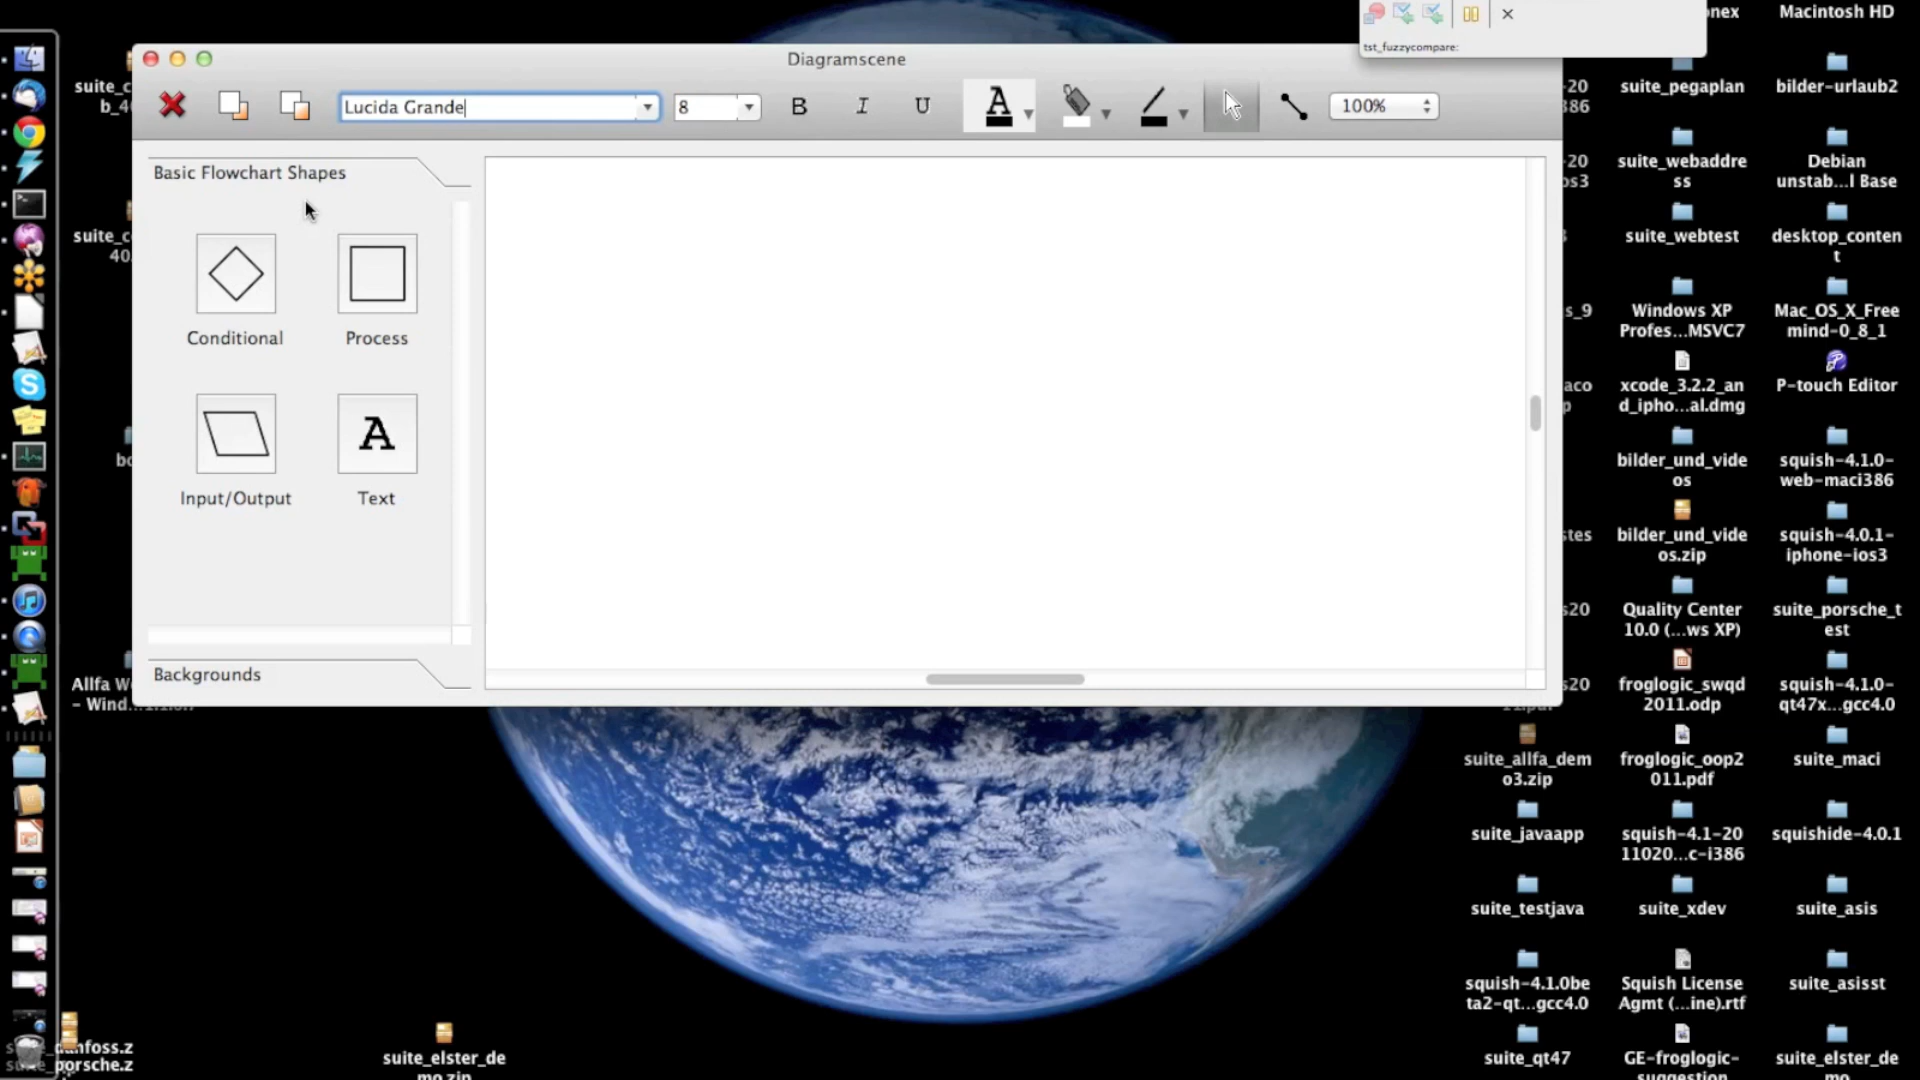 Macintosh HD
tst_fuzzycompare:
Diagramscene
Lucida Grande
8
B
I
U
A
100%
suite_pegaplan
bilder-urlaub2
Basic Flowchart Shapes
suite_webaddre
ss
Debian
unstab...l Base
suite_webtest
desktop_conten
t
Conditional
Process
Windows XP
Profes...MSVC7
Mac_OS_X_Free
mind-0_8_1
xcode_3.2.2_an
d_ipho...al.dmg
P-touch Editor
A
Input/Output
Text
bilder_und_vide
os
squish-4.1.0-
web-maci386
bilder_und_vide
os.zip
squish-4.0.1-
iphone-ios3
Quality Center
10.0 (...ws XP)
suite_porsche_t
est
Backgrounds
froglogic_swqd
2011.odp
squish-4.1.0-
qt47x...gcc4.0
suite_allfa_dem
o3.zip
froglogic_oop2
011.pdf
suite_maci
suite_javaapp
squish-4.1-20
11020...c-i386
squishide-4.0.1
suite_testjava
suite_xdev
suite_asis
squish-4.1.0be
ta2-qt...gcc4.0
Squish License
Agmt (...ine).rtf
suite_asisst
suite_elster_de
mo.zip
suite_qt47
GE-froglogic-
suggestion
suite_elster_de
mo